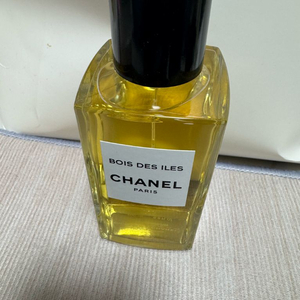 BOIS DES ILES
CHANEL
PARIS